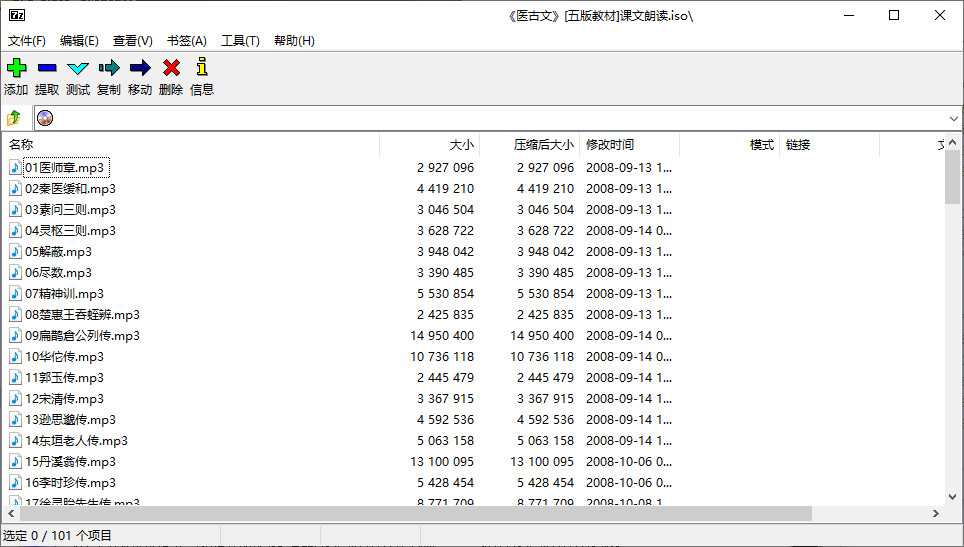 7z 《医古文》[五版教材]课文朗读.iso\
文件(F) 编辑(E) 查看(V) 书签(A) 工具(T) 帮助(H)
添加 提取 测试 复制 移动 删除 信息
名称 大小 压缩后大小 修改时间 模式 链接 文
01医师章.mp3 2 927 096 2 927 096 2008-09-13 1...
02秦医缓和.mp3 4 419 210 4 419 210 2008-09-13 1...
03素问三则.mp3 3 046 504 3 046 504 2008-09-13 1...
04灵枢三则.mp3 3 628 722 3 628 722 2008-09-14 0...
05解蔽.mp3 3 948 042 3 948 042 2008-09-13 1...
06尽数.mp3 3 390 485 3 390 485 2008-09-13 1...
07精神训.mp3 5 530 854 5 530 854 2008-09-13 1...
08楚惠王吞蛭辨.mp3 2 425 835 2 425 835 2008-09-13 1...
09扁鹊倉公列传.mp3 14 950 400 14 950 400 2008-09-14 0...
10华佗传.mp3 10 736 118 10 736 118 2008-09-14 0...
11郭玉传.mp3 2 445 479 2 445 479 2008-09-14 1...
12宋清传.mp3 3 367 915 3 367 915 2008-09-14 1...
13逊思邈传.mp3 4 592 536 4 592 536 2008-09-14 1...
14东垣老人传.mp3 5 063 158 5 063 158 2008-09-14 1...
15丹溪翁传.mp3 13 100 095 13 100 095 2008-10-06 0...
16李时珍传.mp3 5 428 454 5 428 454 2008-10-06 0...
17徐灵胎先生传.mp3 8 771 709 8 771 709 2008-10-08 1...
选定 0 / 101 个项目